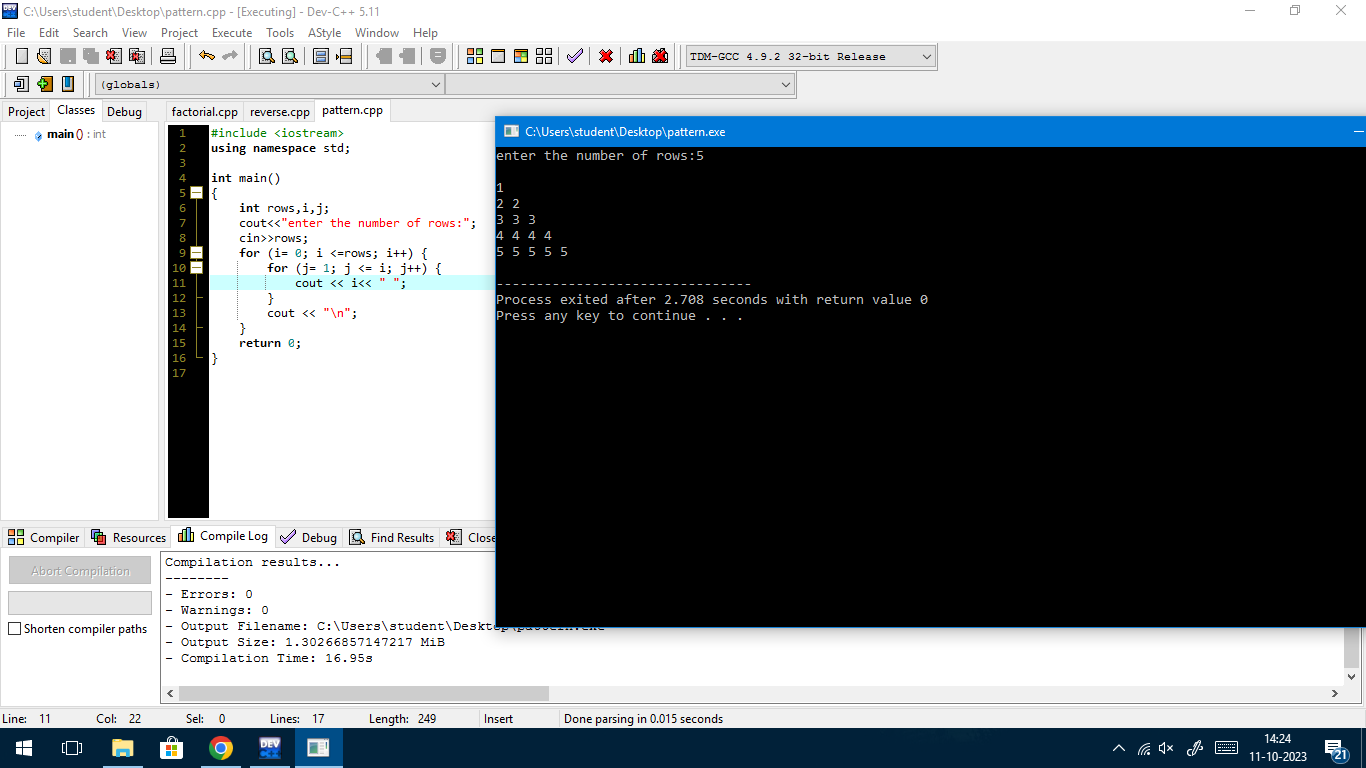 C:\Users\student\Desktop\pattern.cpp - [Executing] - Dev-C++ 5.11
File Edit Search View Project Execute Tools AStyle Window Help
TDM-GCC 4.9.2 32-bit Release
(globals)
Project Classes Debug
main () : int
factorial.cpp reverse.cpp pattern.cpp
1 #include <iostream>
2 using namespace std;
3
4 int main()
5 {
6 int rows,i,j;
7 cout<<"enter the number of rows:";
8 cin>>rows;
9 for (i= 0; i <=rows; i++) {
10 for (j= 1; j <= i; j++) {
11 cout << i<< " ";
12 }
13 cout << "\n";
14 }
15 return 0;
16 }
17
C:\Users\student\Desktop\pattern.exe
enter the number of rows:5
1
2 2
3 3 3
4 4 4 4
5 5 5 5 5
--------------------------------
Process exited after 2.708 seconds with return value 0
Press any key to continue . . .
Compiler Resources Compile Log Debug Find Results Close
Abort Compilation
Shorten compiler paths
Compilation results...
--------
- Errors: 0
- Warnings: 0
- Output Filename: C:\Users\student\Desktop\pattern.exe
- Output Size: 1.30266857147217 MiB
- Compilation Time: 16.95s
Line: 11 Col: 22 Sel: 0 Lines: 17 Length: 249 Insert Done parsing in 0.015 seconds
DEV
DEV
14:24
11-10-2023
21